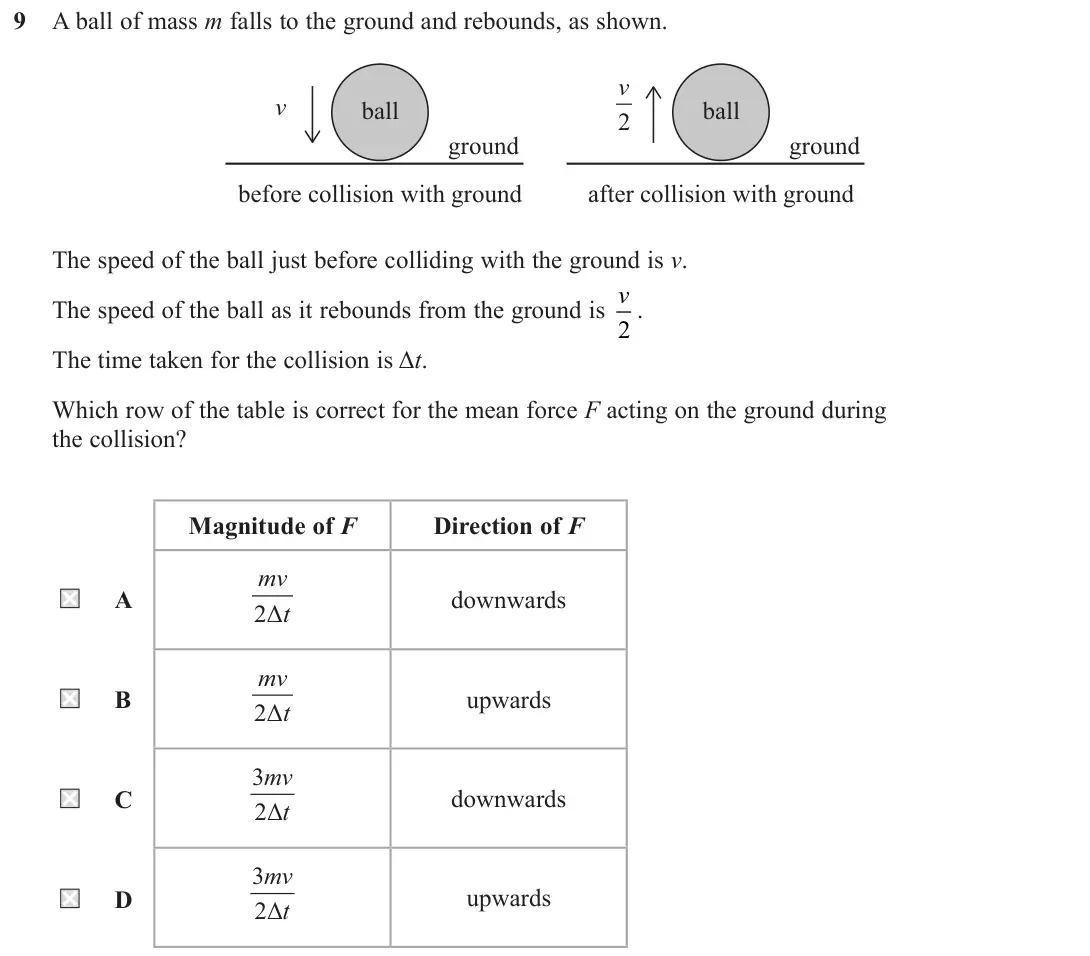 9 A ball of mass m falls to the ground and rebounds, as shown.
v ball ground
v/2 ball ground
before collision with ground after collision with ground
The speed of the ball just before colliding with the ground is v.
The speed of the ball as it rebounds from the ground is v/2 .
The time taken for the collision is Δt.
Which row of the table is correct for the mean force F acting on the ground during
the collision?
Magnitude of F Direction of F
A mv/2Δt downwards
B mv/2Δt upwards
C 3mv/2Δt downwards
D 3mv/2Δt upwards